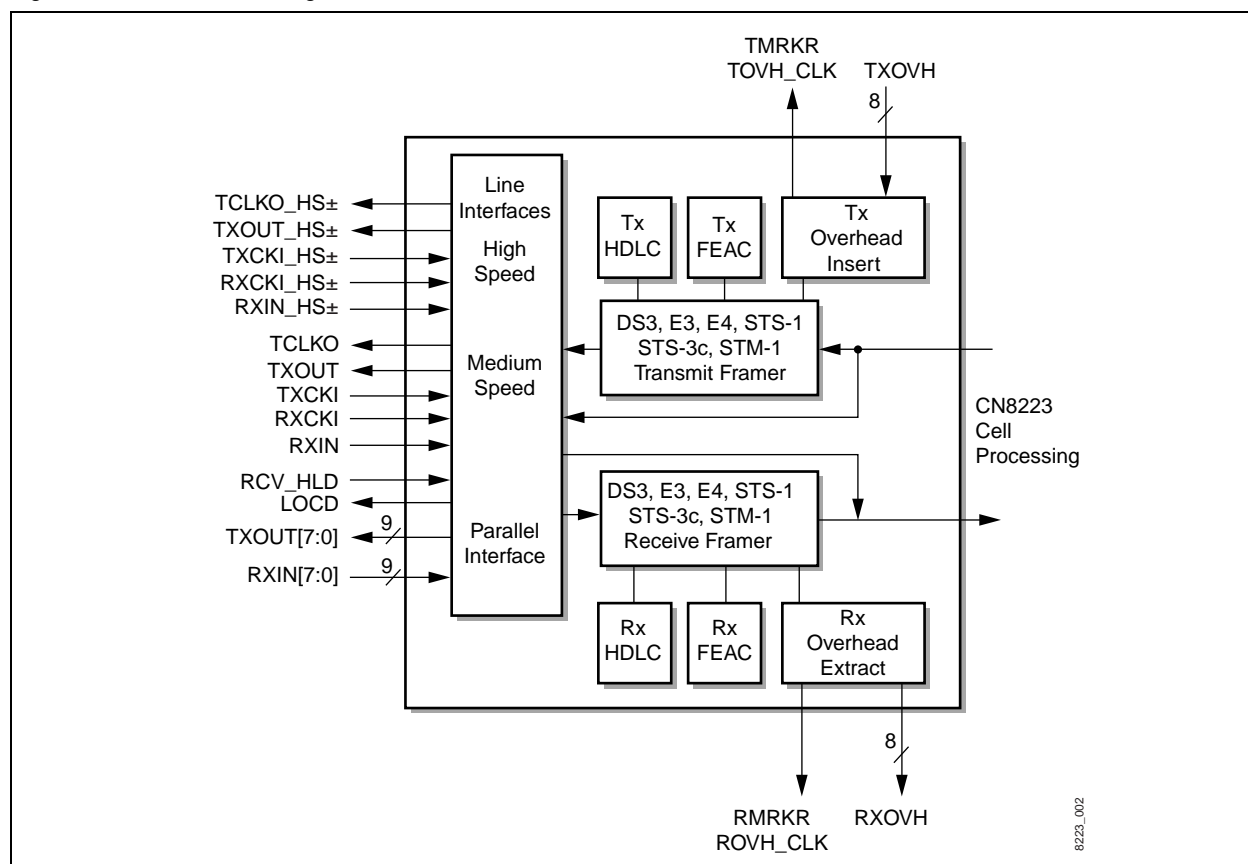 TMRKR
TOVH_CLK
TXOVH
8
Line
Interfaces
High
Speed
Medium
Speed
Parallel
Interface
TCLKO_HS±
TXOUT_HS±
TXCKI_HS±
RXCKI_HS±
RXIN_HS±
TCLKO
TXOUT
TXCKI
RXCKI
RXIN
RCV_HLD
LOCD
TXOUT[7:0]
9
RXIN[7:0]
9
Tx
HDLC
Tx
FEAC
Tx
Overhead
Insert
DS3, E3, E4, STS-1
STS-3c, STM-1
Transmit Framer
CN8223
Cell
Processing
DS3, E3, E4, STS-1
STS-3c, STM-1
Receive Framer
Rx
HDLC
Rx
FEAC
Rx
Overhead
Extract
8
RMRKR
ROVH_CLK
RXOVH
8223_002